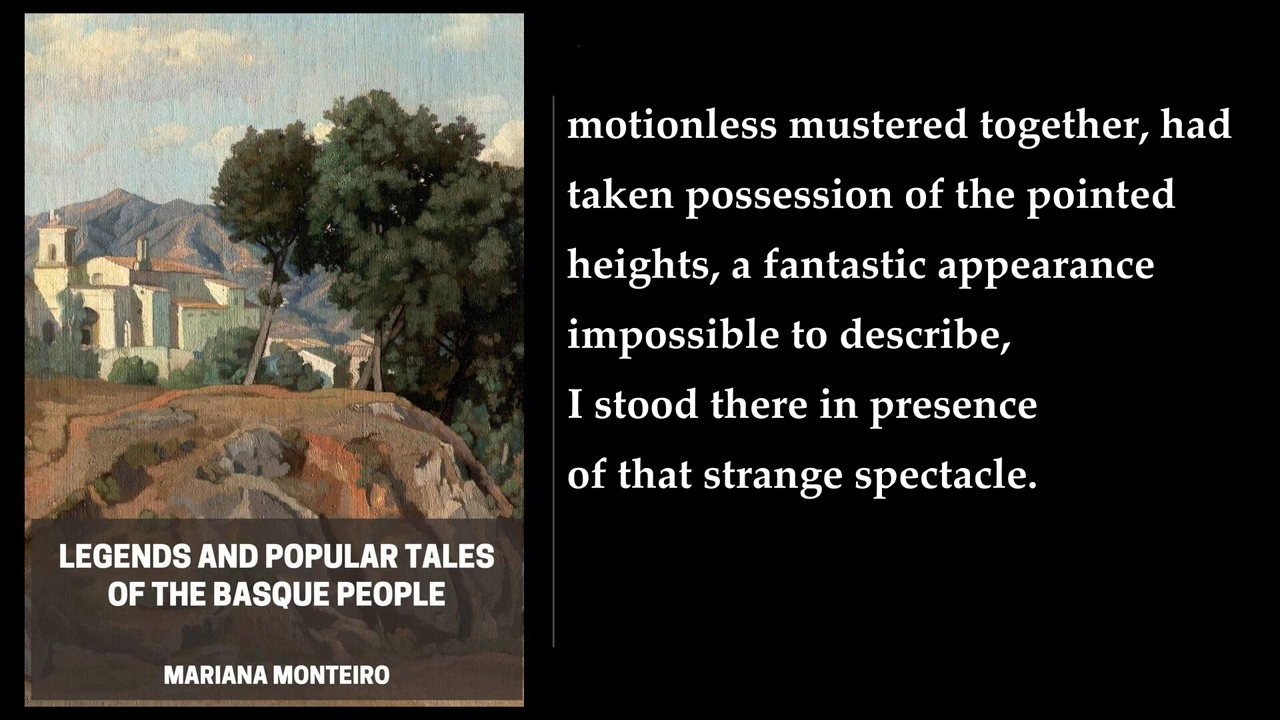 LEGENDS AND POPULAR TALES
OF THE BASQUE PEOPLE
MARIANA MONTEIRO
motionless mustered together, had
taken possession of the pointed
heights, a fantastic appearance
impossible to describe,
I stood there in presence
of that strange spectacle.